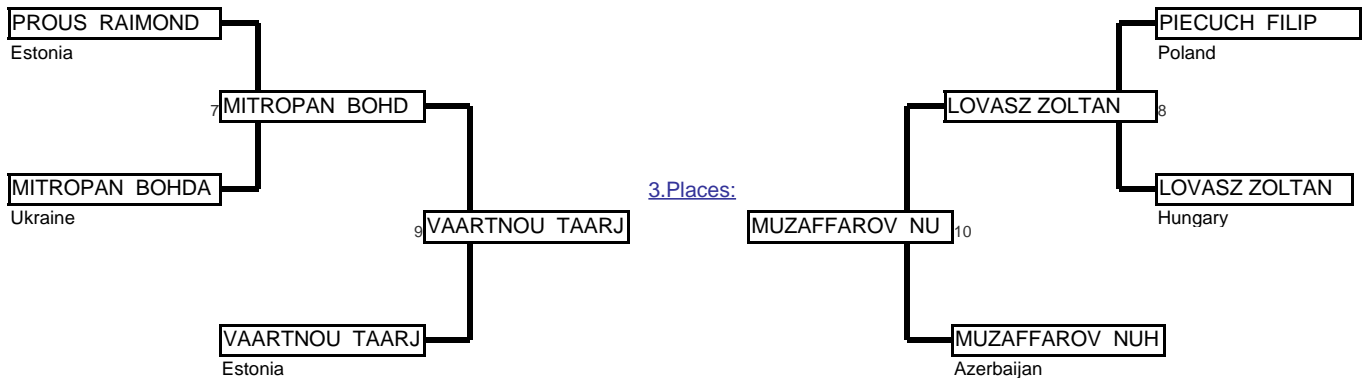 PROUS RAIMOND
Estonia
7 MITROPAN BOHD
MITROPAN BOHDA
Ukraine
9 VAARTNOU TAARJ
VAARTNOU TAARJ
Estonia
3.Places:
PIECUCH FILIP
Poland
LOVASZ ZOLTAN 8
LOVASZ ZOLTAN
Hungary
MUZAFFAROV NU 10
MUZAFFAROV NUH
Azerbaijan